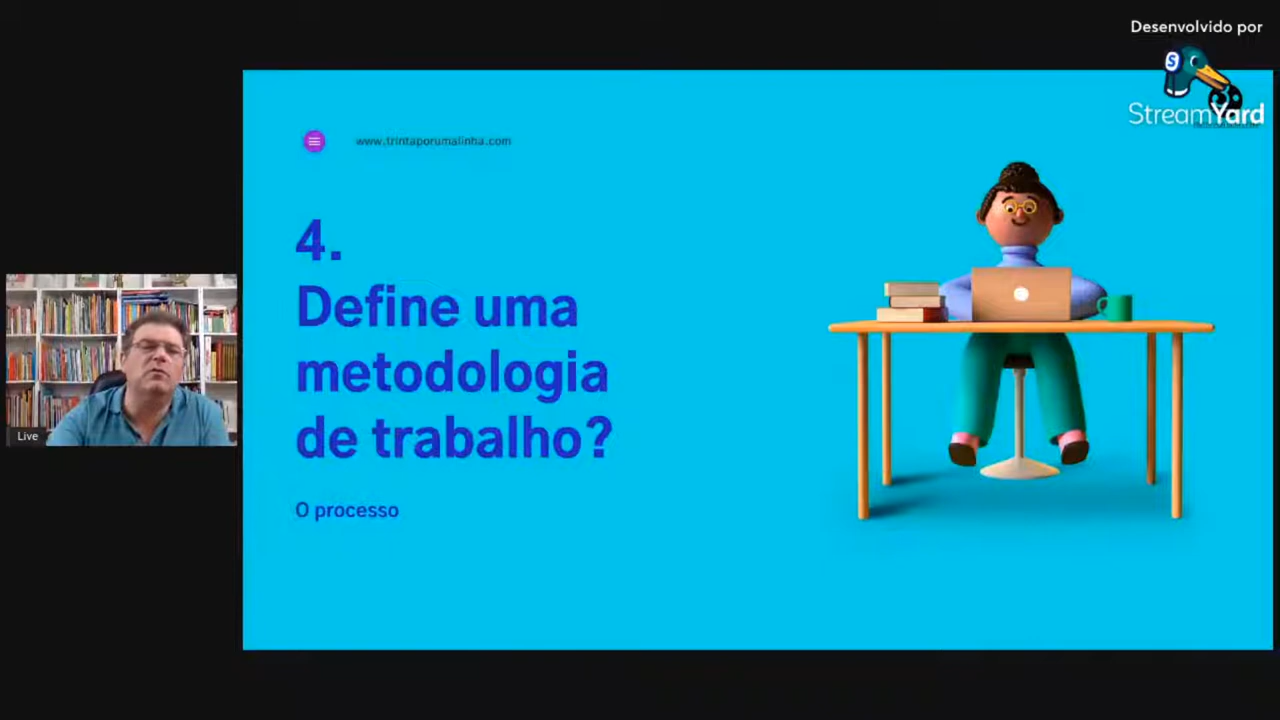 Desenvolvido por
S
StreamYard
www.trintaporumalinha.com
4.
Define uma
metodologia
de trabalho?
O processo
Live